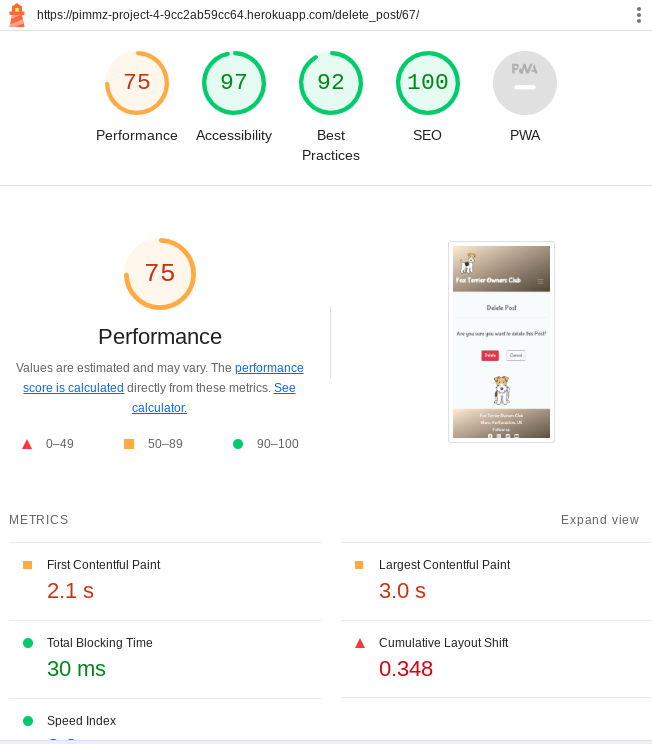 https://pimmz-project-4-9cc2ab59cc64.herokuapp.com/delete_post/67/
75
97
92
100
PWA
Performance
Accessibility
Best
Practices
SEO
PWA
75
Performance
Values are estimated and may vary. The performance
score is calculated directly from these metrics. See
calculator.
0–49
50–89
90–100
Fox Terrier Owners Club
Delete Post
Are you sure you want to delete this Post?
Delete
Cancel
Fox Terrier Owners Club
Follow us:
METRICS
Expand view
First Contentful Paint
2.1 s
Largest Contentful Paint
3.0 s
Total Blocking Time
30 ms
Cumulative Layout Shift
0.348
Speed Index